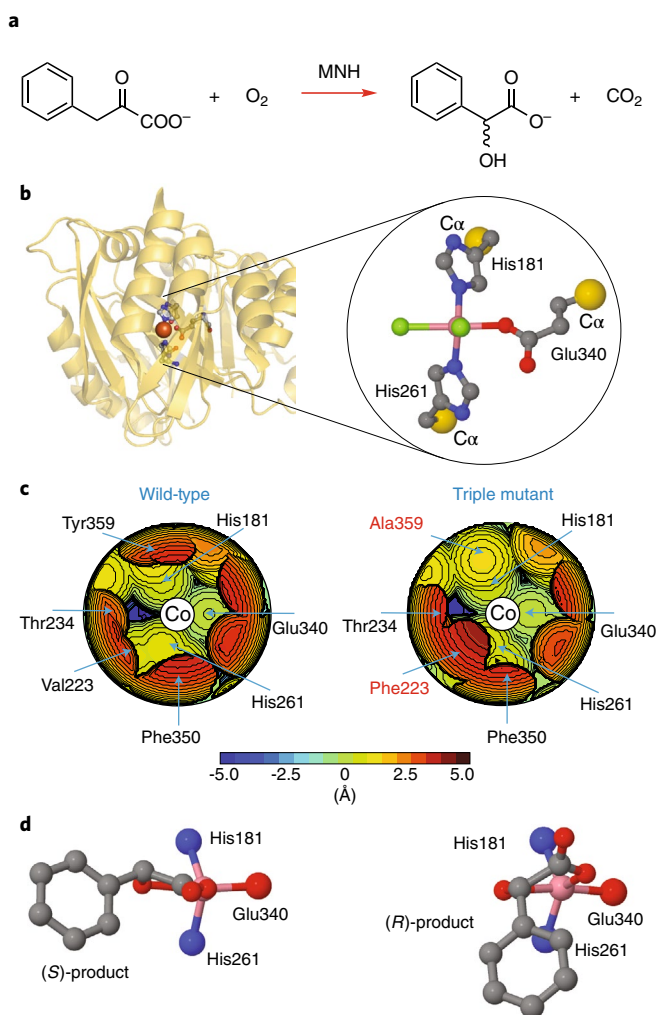 a
O
COO⁻
+
O₂
MNH
O
O⁻
OH
+
CO₂
b
Cα
His181
Cα
Glu340
His261
Cα
c
Wild-type
Triple mutant
Tyr359
His181
Ala359
His181
Thr234
Co
Glu340
Thr234
Co
Glu340
Val223
Phe223
His261
His261
Phe350
Phe350
-5.0 -2.5 0 2.5 5.0
(Å)
d
His181
Glu340
His261
(S)-product
His181
Glu340
(R)-product
His261